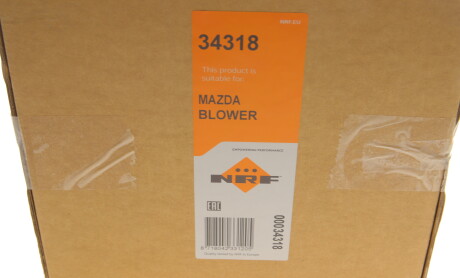 34318
This product is
suitable for:
MAZDA
BLOWER
NRF
EAC
00034318